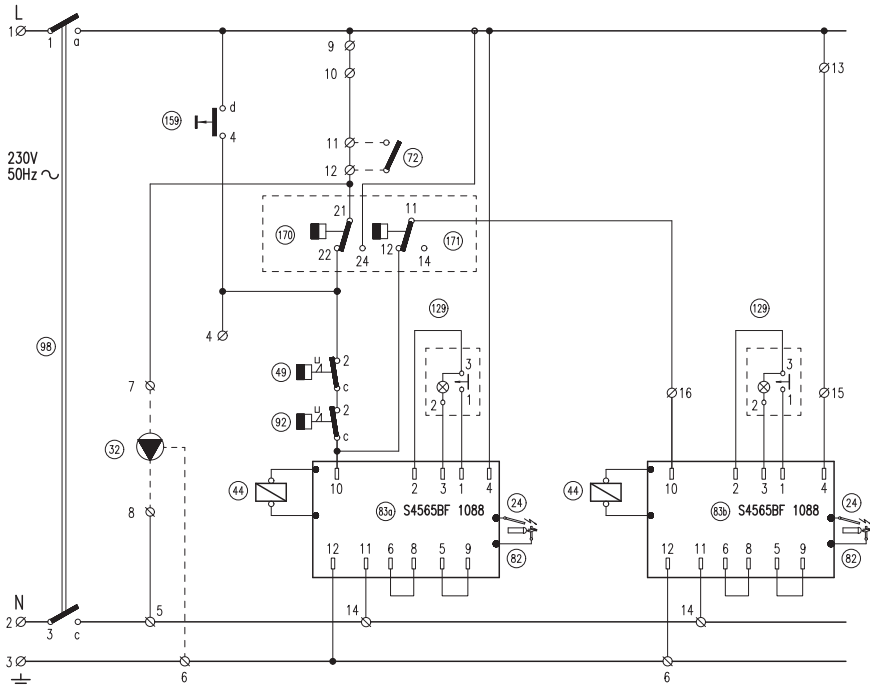 L
1 1 a
9
10
13
159 d
4
11
12 72
230V
50Hz
21 11
170 171
22 24 12 14
4
98
129 129
49 2
c
3 3
2 1 2 1
7
92 2
c
16 15
32
44 10 2 3 1 4
83a S4565BF 1088 24
82
12 11 6 8 5 9
44 10 2 3 1 4
83b S4565BF 1088 24
82
12 11 6 8 5 9
8
N
2 3 c 5 14 14
3 6 6